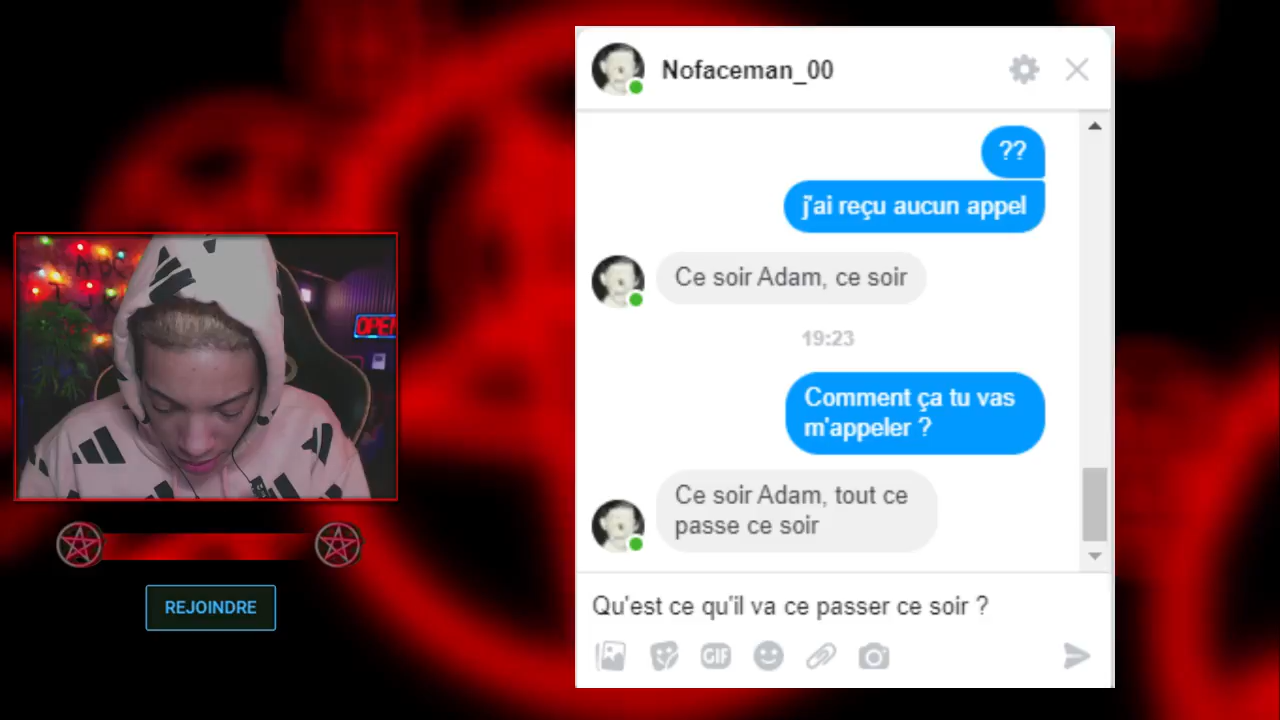 Nofaceman_00
??
j'ai reçu aucun appel
Ce soir Adam, ce soir
19:23
Comment ça tu vas
m'appeler ?
Ce soir Adam, tout ce
passe ce soir
Qu'est ce qu'il va ce passer ce soir ?
GIF
OPEN
REJOINDRE